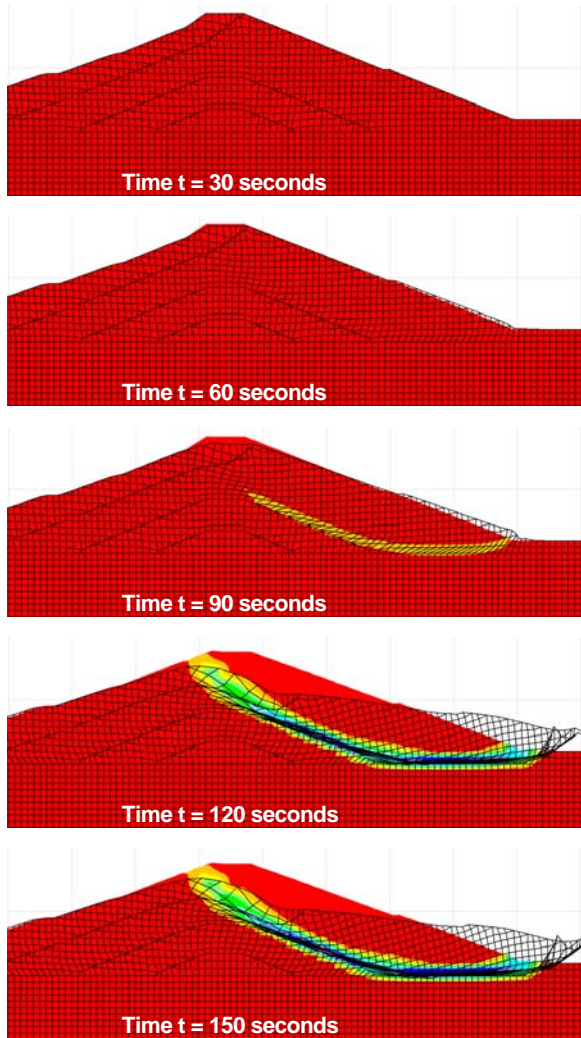 Time t = 30 seconds
Time t = 60 seconds
Time t = 90 seconds
Time t = 120 seconds
Time t = 150 seconds